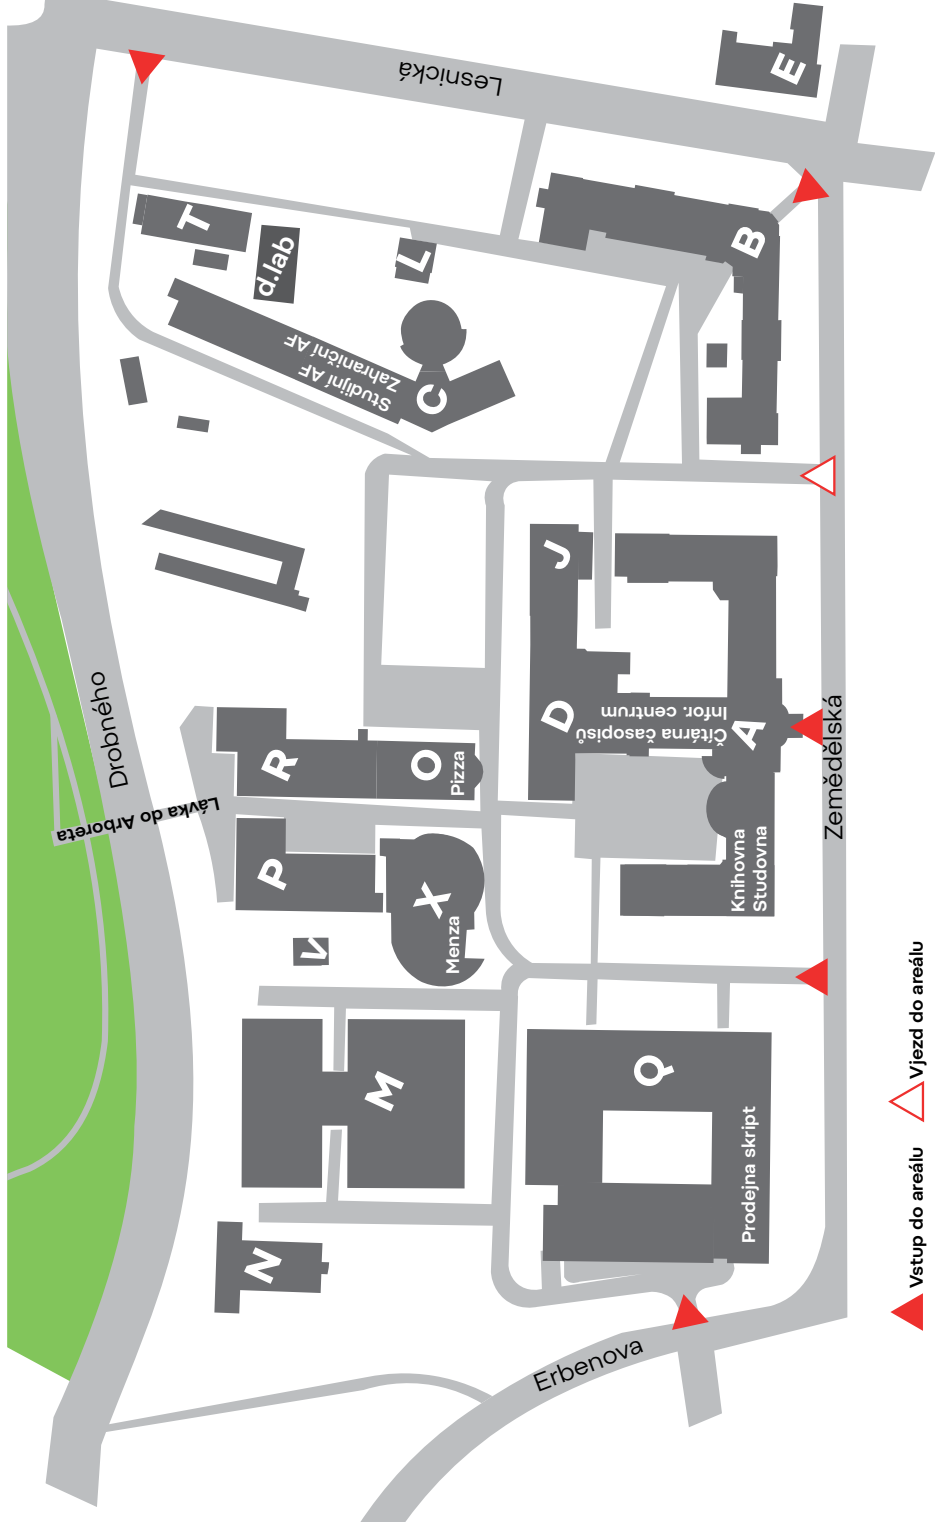 Lesnická
E
T
d.lab
L
B
Studijní AF
Zahraniční AF
C
Drobného
Lávka do Arboreta
J
D
Čítárna časopisů
Infor. centrum
A
Zemědělská
R
O
Pizza
P
X
Menza
V
Knihovna
Studovna
M
Q
Prodejna skript
N
Erbenova
Vstup do areálu
Vjezd do areálu